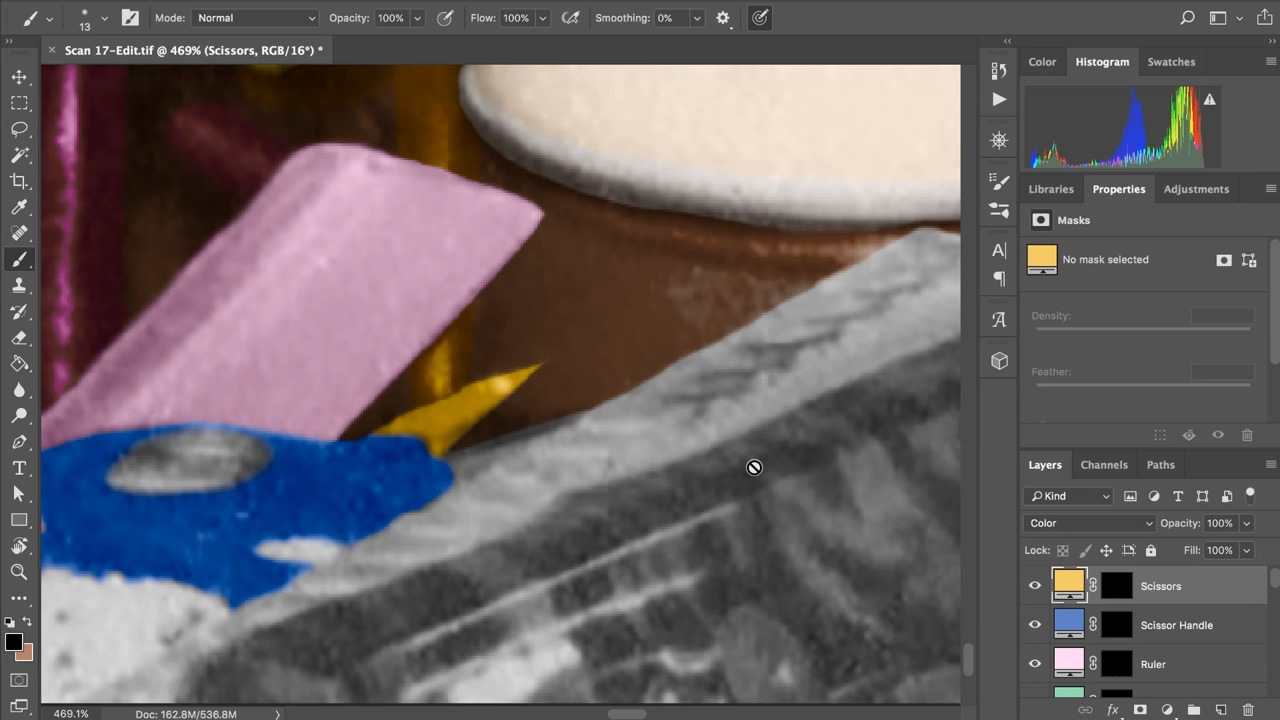 13 Mode: Normal Opacity: 100% Flow: 100% Smoothing: 0%
Scan 17-Edit.tif @ 469% (Scissors, RGB/16*) *
Color Histogram Swatches
Libraries Properties Adjustments
Masks
No mask selected
Density:
Feather:
Layers Channels Paths
Kind
Color Opacity: 100%
Lock: Fill: 100%
Scissors
Scissor Handle
Ruler
469.1% Doc: 162.8M/536.8M